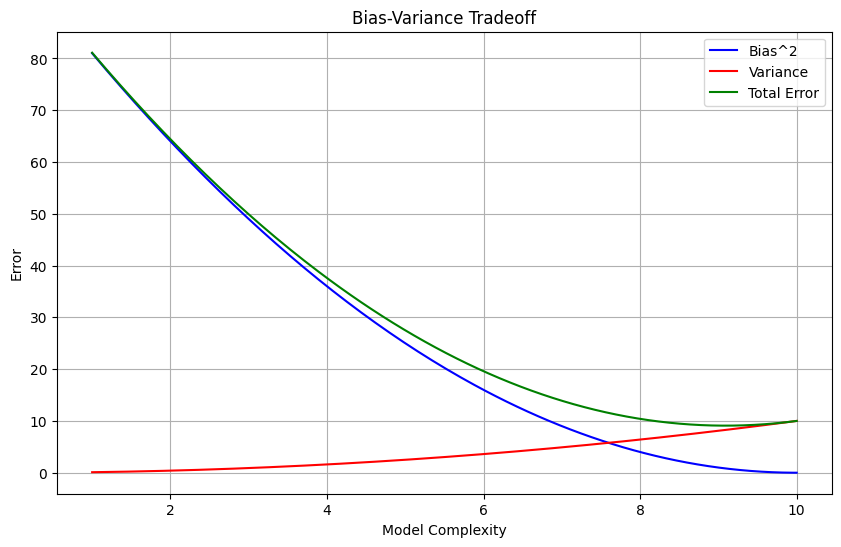 Bias-Variance Tradeoff
Bias^2
Variance
Total Error
Error
80
70
60
50
40
30
20
10
0
2
4
6
8
10
Model Complexity